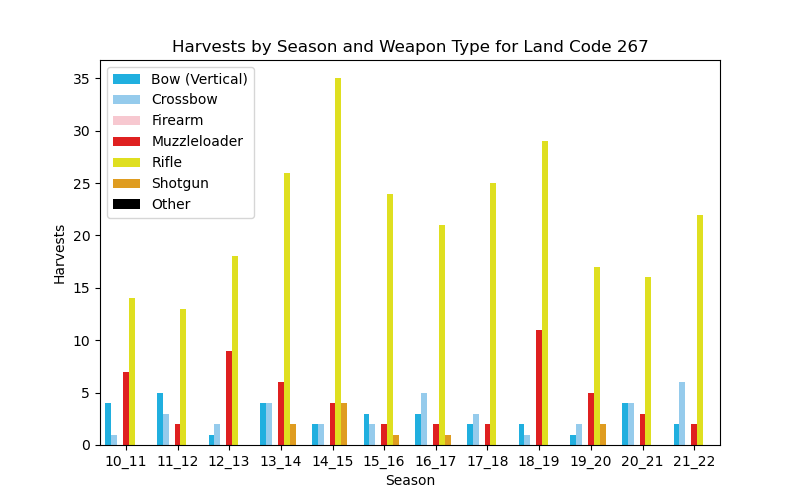 Harvests by Season and Weapon Type for Land Code 267
Bow (Vertical)
Crossbow
Firearm
Muzzleloader
Rifle
Shotgun
Other
Harvests
35
30
25
20
15
10
5
0
10_11 11_12 12_13 13_14 14_15 15_16 16_17 17_18 18_19 19_20 20_21 21_22
Season